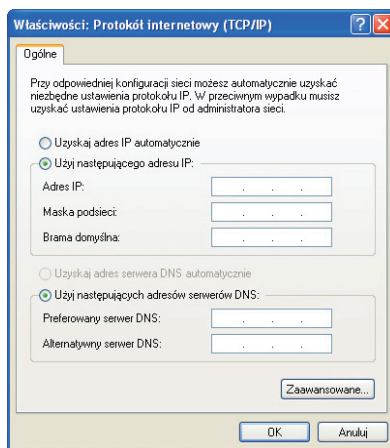 Właściwości: Protokół internetowy (TCP/IP)
Ogólne
Przy odpowiedniej konfiguracji sieci możesz automatycznie uzyskać
niezbędne ustawienia protokołu IP. W przeciwnym wypadku musisz
uzyskać ustawienia protokołu IP od administratora sieci.
Uzyskaj adres IP automatycznie
Użyj następującego adresu IP:
Adres IP:
Maska podsieci:
Brama domyślna:
Uzyskaj adres serwera DNS automatycznie
Użyj następujących adresów serwerów DNS:
Preferowany serwer DNS:
Alternatywny serwer DNS:
Zaawansowane...
OK Anuluj